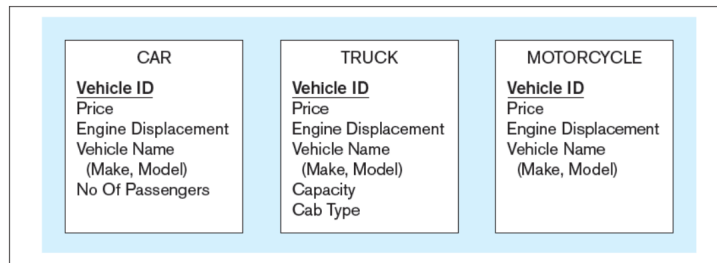 CAR
Vehicle ID
Price
Engine Displacement
Vehicle Name
(Make, Model)
No Of Passengers
TRUCK
Vehicle ID
Price
Engine Displacement
Vehicle Name
(Make, Model)
Capacity
Cab Type
MOTORCYCLE
Vehicle ID
Price
Engine Displacement
Vehicle Name
(Make, Model)